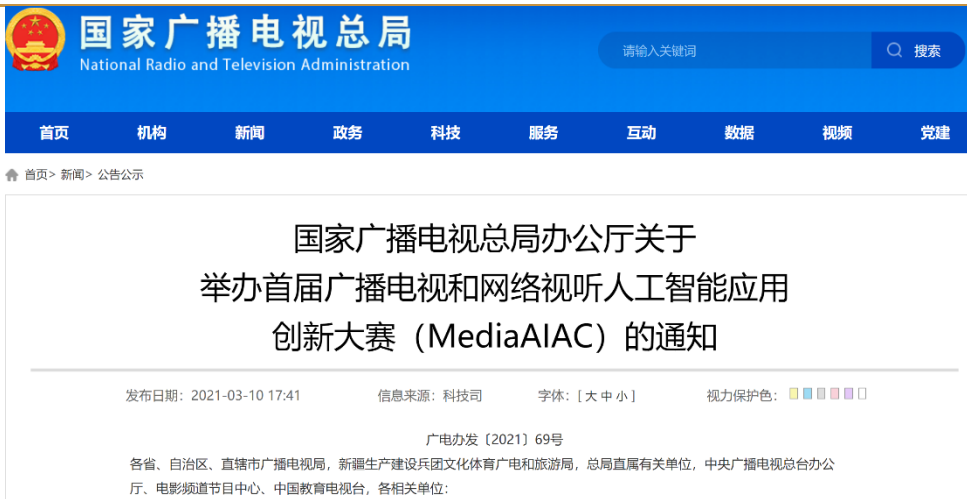 国家广播电视总局
National Radio and Television Administration
请输入关键词
搜索
首页 机构 新闻 政务 科技 服务 互动 数据 视频 党建
首页> 新闻> 公告公示
国家广播电视总局办公厅关于
举办首届广播电视和网络视听人工智能应用
创新大赛（MediaAIAC）的通知
发布日期：2021-03-10 17:41 信息来源：科技司 字体：[大 中 小] 视力保护色：
广电办发〔2021〕69号
各省、自治区、直辖市广播电视局，新疆生产建设兵团文化体育广电和旅游局，总局直属有关单位，中央广播电视总台办公
厅、电影频道节目中心、中国教育电视台，各相关单位：